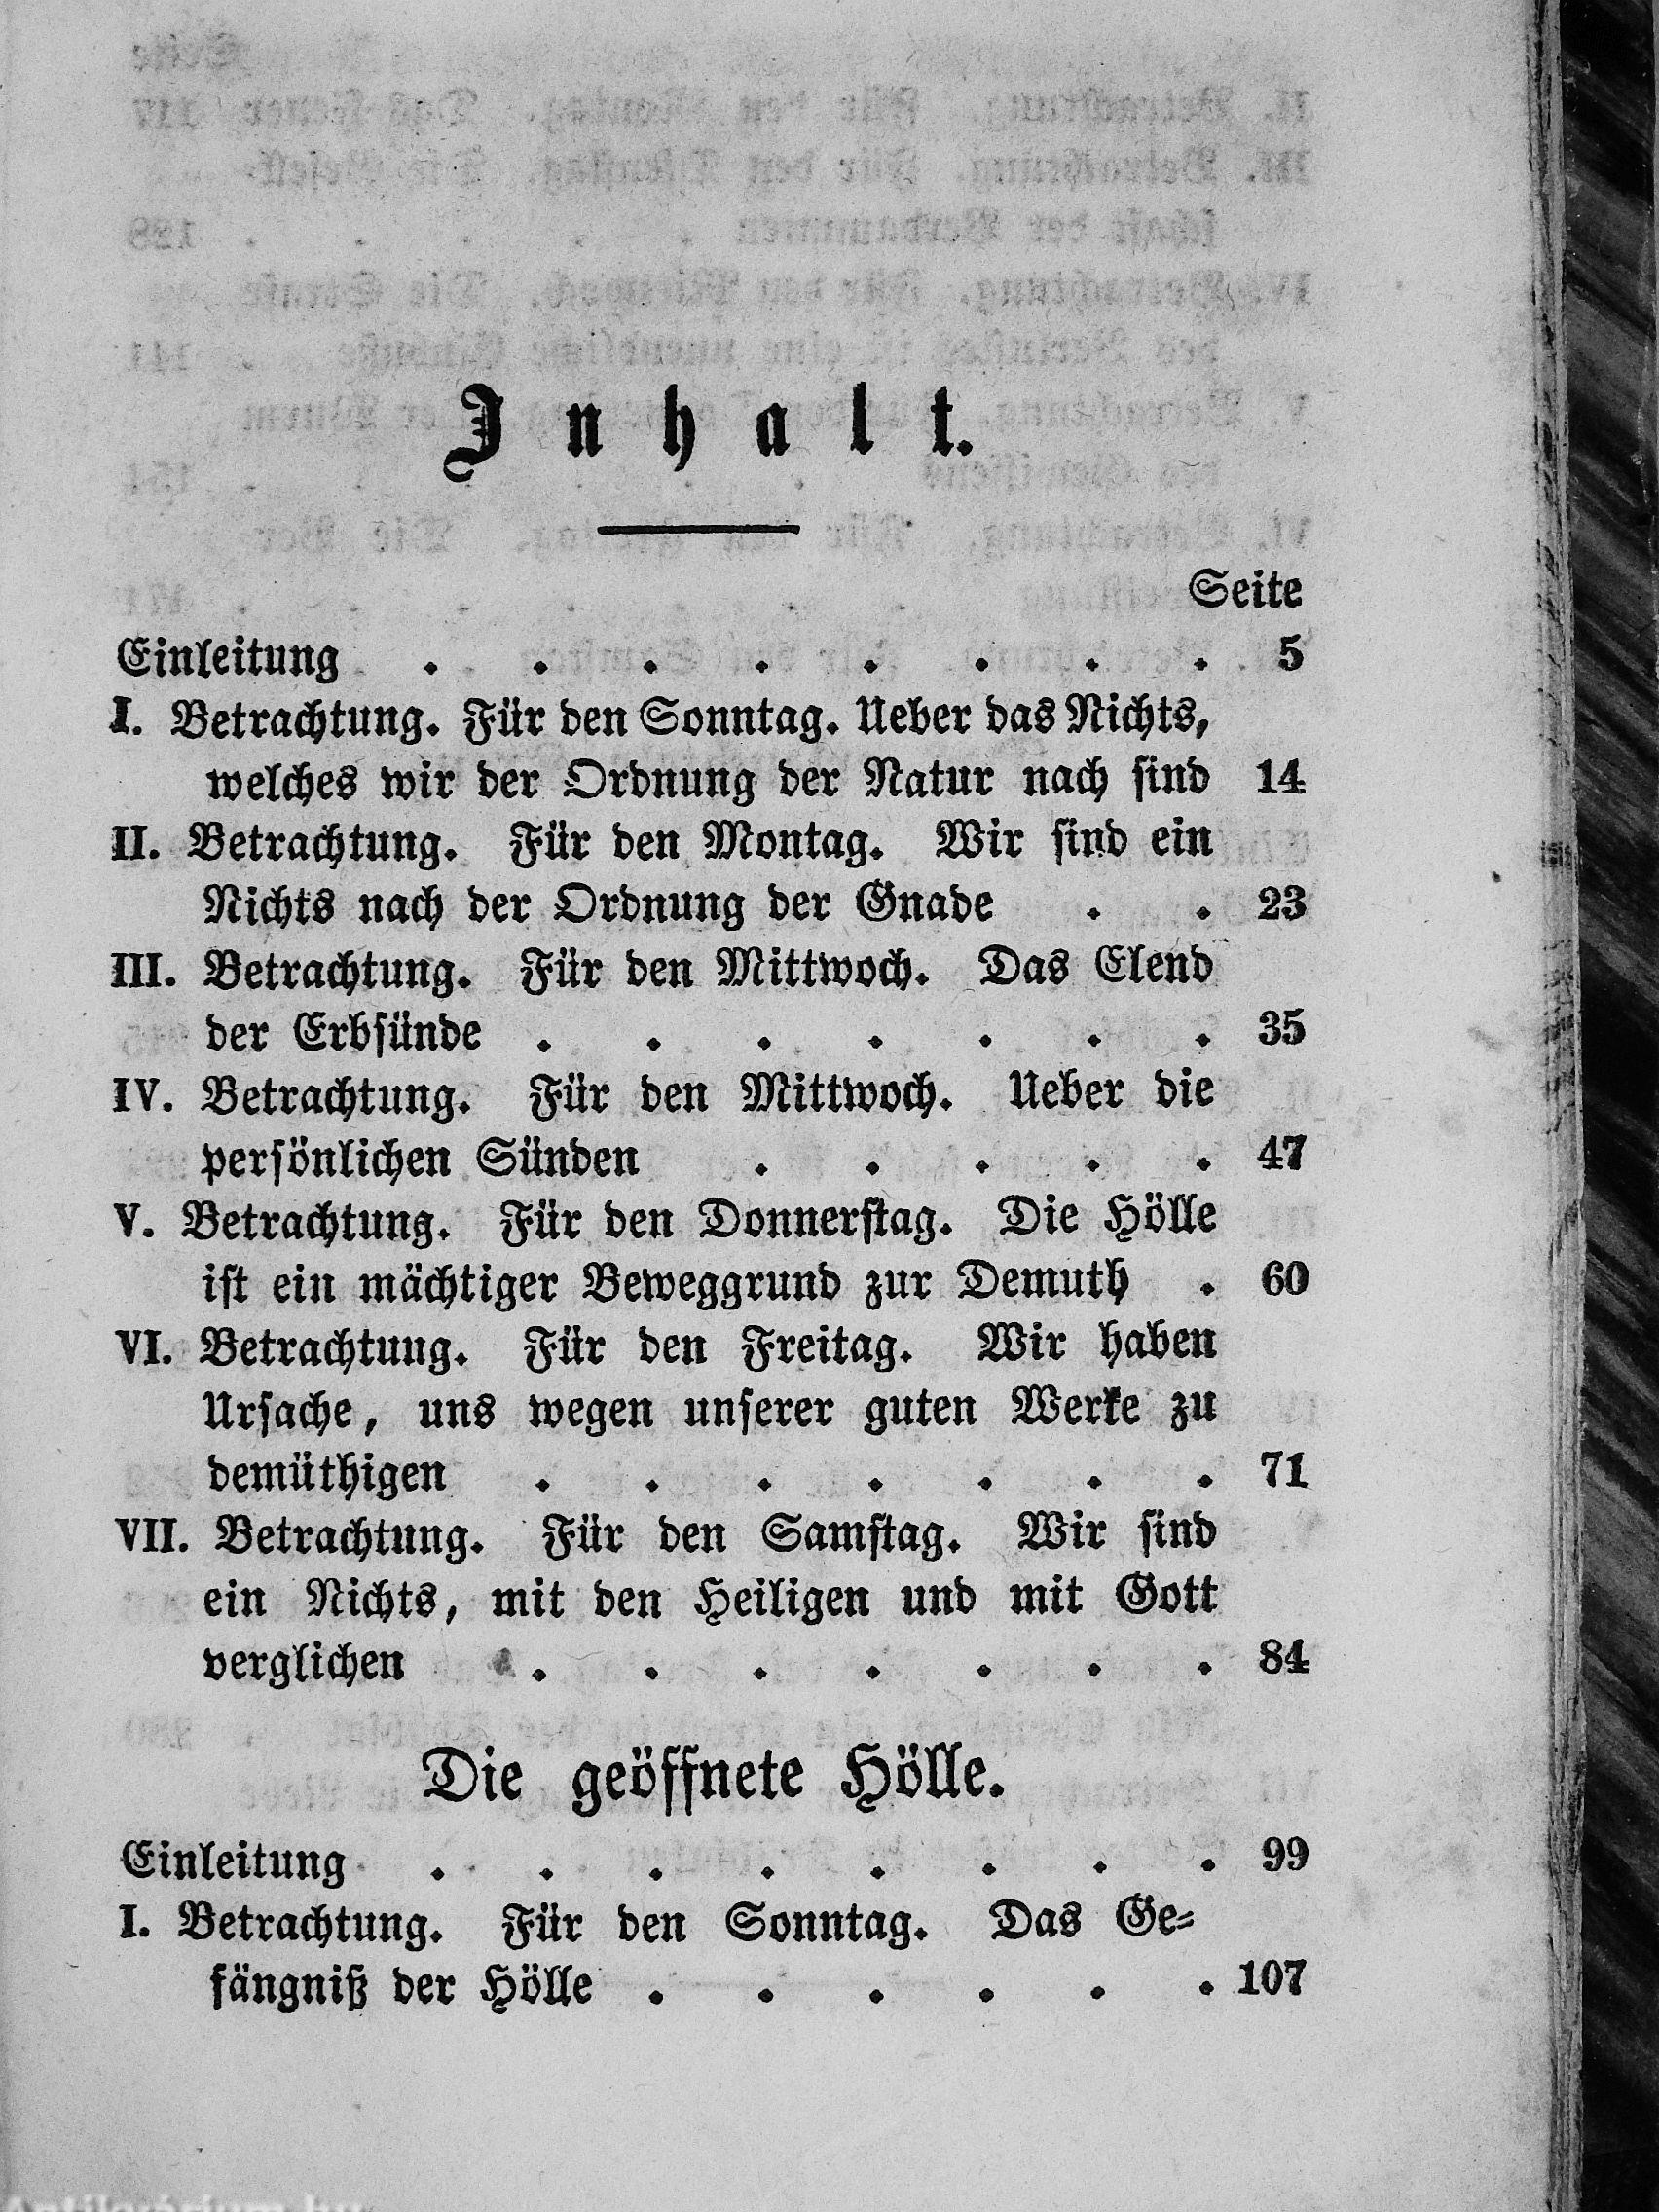 Inhalt.
Seite
Einleitung . . . . . . . . 5
I. Betrachtung. Für den Sonntag. Ueber das Nichts,
welches wir der Ordnung der Natur nach sind 14
II. Betrachtung. Für den Montag. Wir sind ein
Nichts nach der Ordnung der Gnade . . 23
III. Betrachtung. Für den Mittwoch. Das Elend
der Erbsünde . . . . . . . 35
IV. Betrachtung. Für den Mittwoch. Ueber die
persönlichen Sünden . . . . . 47
V. Betrachtung. Für den Donnerstag. Die Hölle
ist ein mächtiger Beweggrund zur Demuth . 60
VI. Betrachtung. Für den Freitag. Wir haben
Ursache, uns wegen unserer guten Werke zu
demüthigen . . . . . . . 71
VII. Betrachtung. Für den Samstag. Wir sind
ein Nichts, mit den Heiligen und mit Gott
verglichen . . . . . . . 84
Die geöffnete Hölle.
Einleitung . . . . . . . . 99
I. Betrachtung. Für den Sonntag. Das Ge-
fängniß der Hölle . . . . . . 107